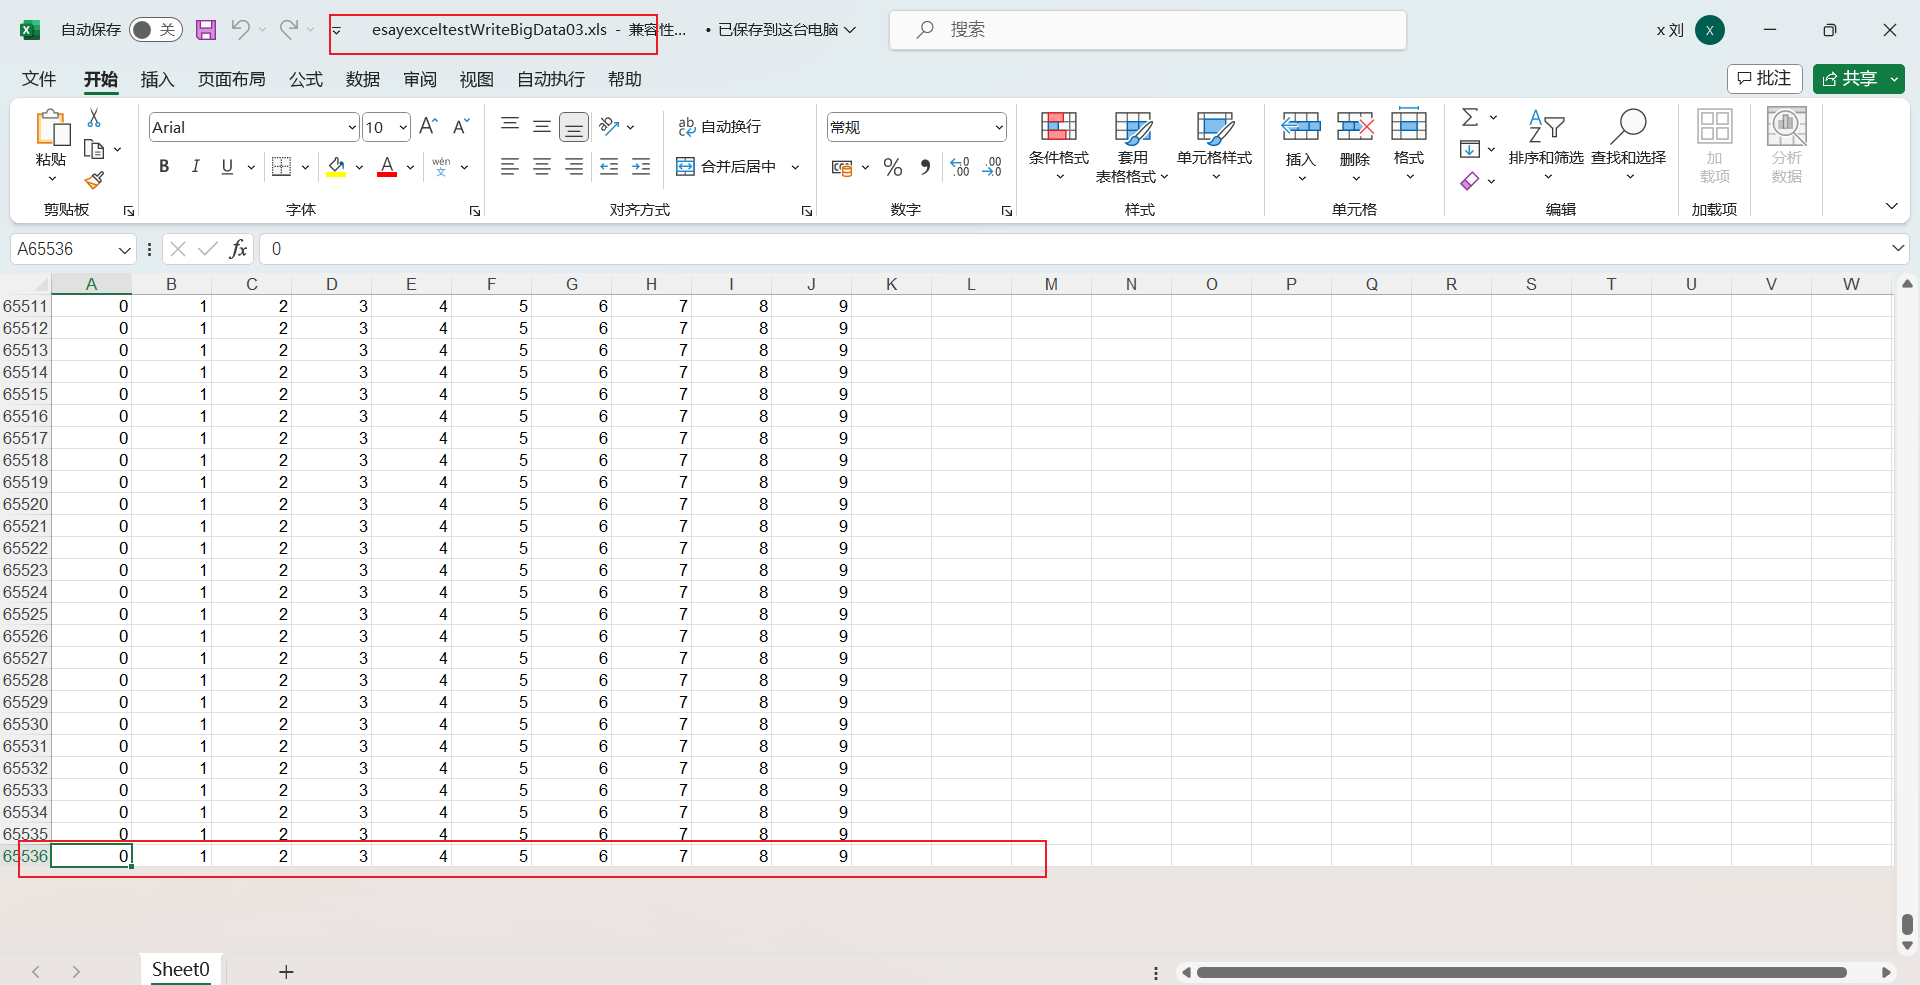 自动保存 关 esayexceltestWriteBigData03.xls - 兼容性... • 已保存到这台电脑 搜索 x 刘 X
文件 开始 插入 页面布局 公式 数据 审阅 视图 自动执行 帮助 批注 共享
Arial 10 A A ab 自动换行 常规
粘贴 B I U A wén 文 合并后居中 % .00 .00 条件格式 套用 表格格式 单元格样式 插入 删除 格式 排序和筛选 查找和选择 加 载项 分析 数据
剪贴板 字体 对齐方式 数字 样式 单元格 编辑 加载项
A65536 fx 0
A B C D E F G H I J K L M N O P Q R S T U V W
65511 0 1 2 3 4 5 6 7 8 9
65512 0 1 2 3 4 5 6 7 8 9
65513 0 1 2 3 4 5 6 7 8 9
65514 0 1 2 3 4 5 6 7 8 9
65515 0 1 2 3 4 5 6 7 8 9
65516 0 1 2 3 4 5 6 7 8 9
65517 0 1 2 3 4 5 6 7 8 9
65518 0 1 2 3 4 5 6 7 8 9
65519 0 1 2 3 4 5 6 7 8 9
65520 0 1 2 3 4 5 6 7 8 9
65521 0 1 2 3 4 5 6 7 8 9
65522 0 1 2 3 4 5 6 7 8 9
65523 0 1 2 3 4 5 6 7 8 9
65524 0 1 2 3 4 5 6 7 8 9
65525 0 1 2 3 4 5 6 7 8 9
65526 0 1 2 3 4 5 6 7 8 9
65527 0 1 2 3 4 5 6 7 8 9
65528 0 1 2 3 4 5 6 7 8 9
65529 0 1 2 3 4 5 6 7 8 9
65530 0 1 2 3 4 5 6 7 8 9
65531 0 1 2 3 4 5 6 7 8 9
65532 0 1 2 3 4 5 6 7 8 9
65533 0 1 2 3 4 5 6 7 8 9
65534 0 1 2 3 4 5 6 7 8 9
65535 0 1 2 3 4 5 6 7 8 9
65536 0 1 2 3 4 5 6 7 8 9
Sheet0